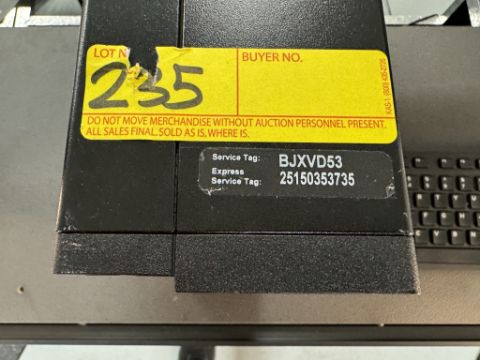 LOT N
BUYER NO.
235
DO NOT MOVE MERCHANDISE WITHOUT AUCTION PERSONNEL PRESENT.
ALL SALES FINAL. SOLD AS IS, WHERE IS.
Service Tag: BJXVD53
Express
Service Tag: 25150353735